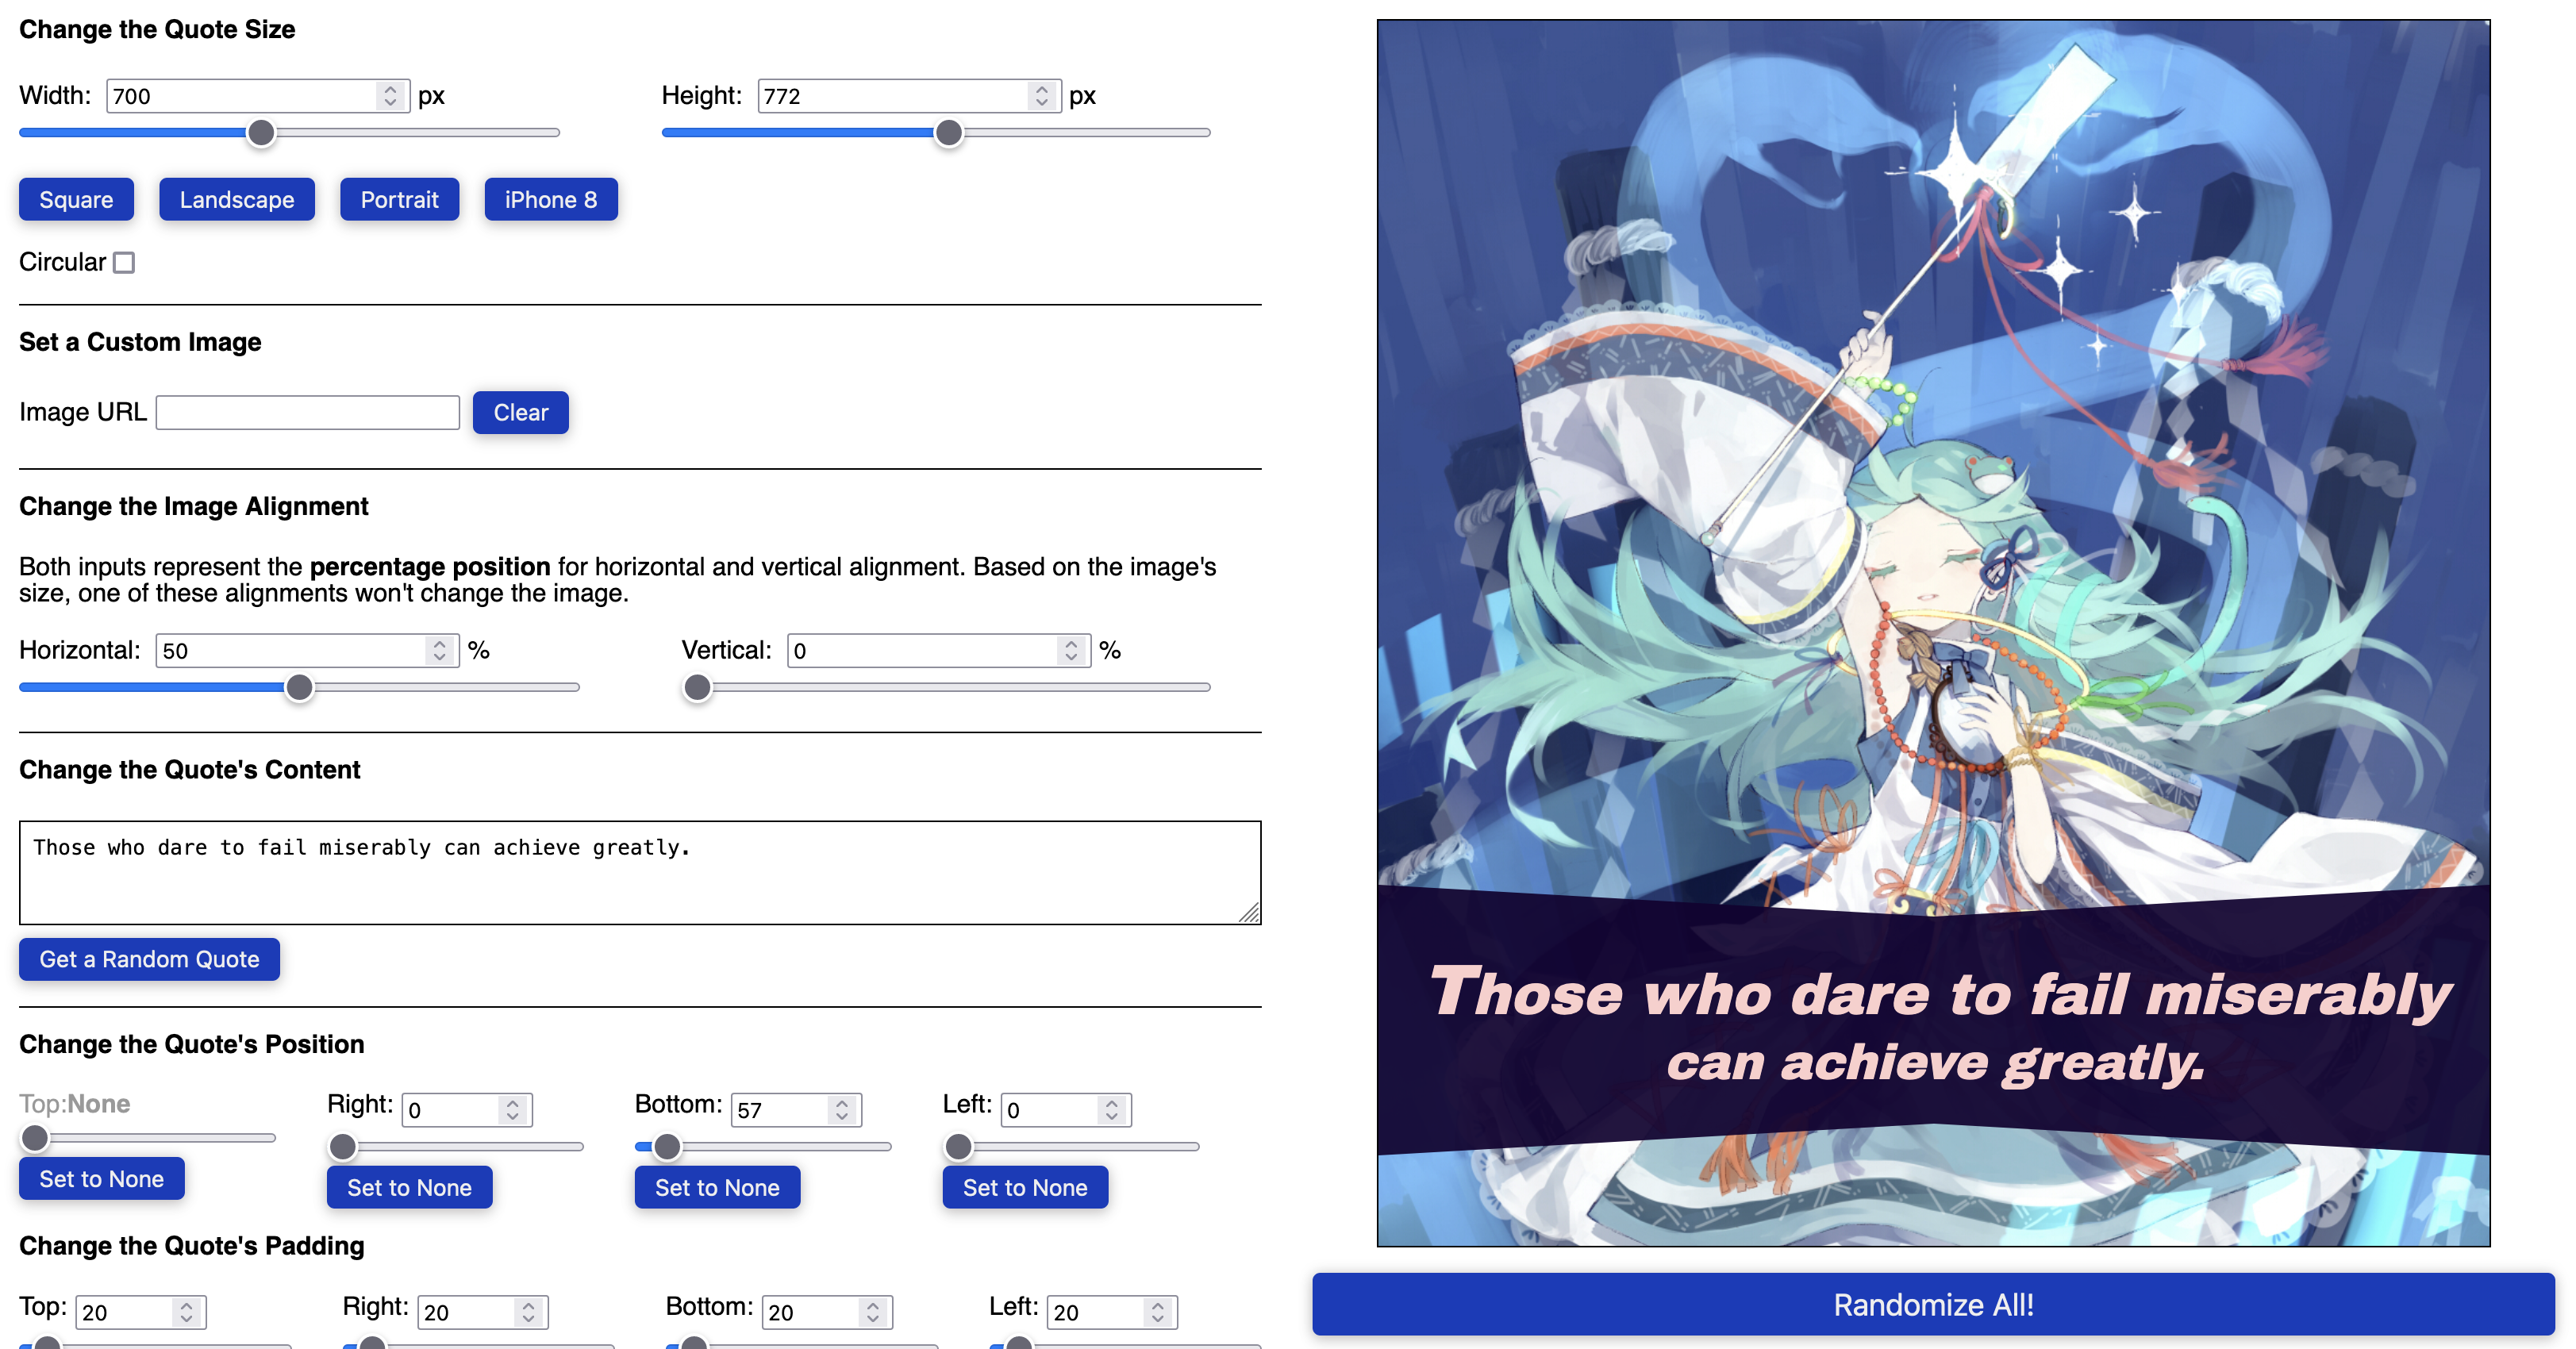 Change the Quote Size
Width: 700 px
Height: 772 px
Square Landscape Portrait iPhone 8
Circular
Set a Custom Image
Image URL Clear
Change the Image Alignment
Both inputs represent the percentage position for horizontal and vertical alignment. Based on the image's
size, one of these alignments won't change the image.
Horizontal: 50 %
Vertical: 0 %
Change the Quote's Content
Those who dare to fail miserably can achieve greatly.
Get a Random Quote
Change the Quote's Position
Top:None Right: 0 Bottom: 57 Left: 0
Set to None Set to None Set to None Set to None
Change the Quote's Padding
Top: 20 Right: 20 Bottom: 20 Left: 20
Those who dare to fail miserably
can achieve greatly.
Randomize All!